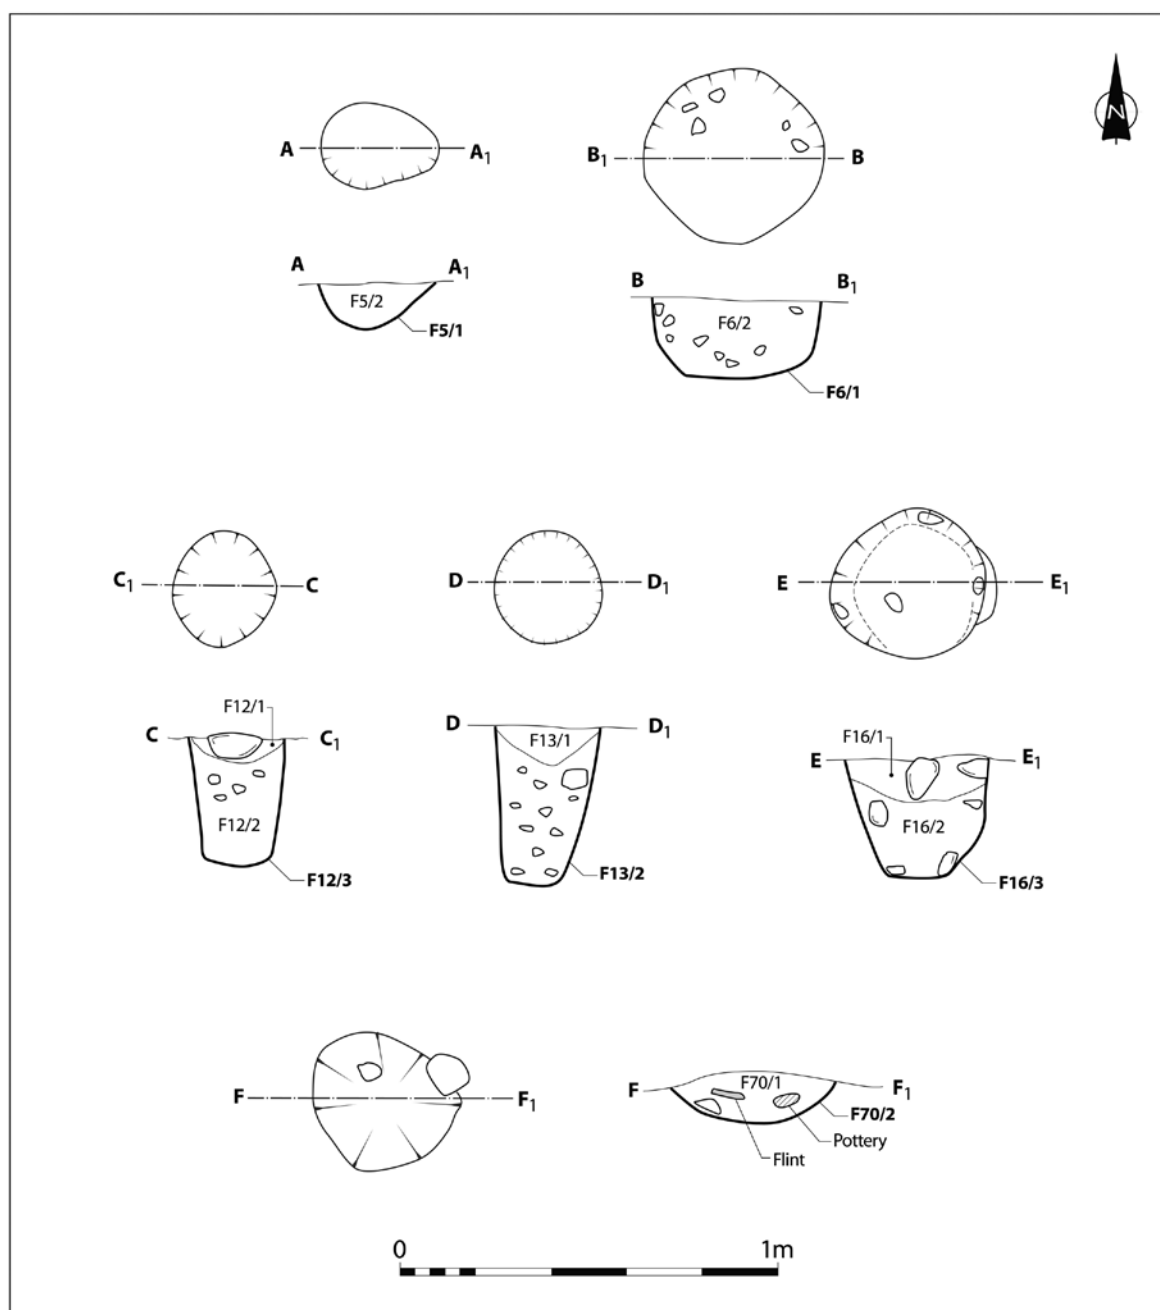 N
A A₁
B₁ B
A A₁
F5/2
F5/1
B B₁
F6/2
F6/1
C₁ C
D D₁
E E₁
F12/1
C C₁
F12/2
F12/3
D D₁
F13/1
F13/2
F16/1
E E₁
F16/2
F16/3
F F₁
F F₁
F70/1
F70/2
Pottery
Flint
0 1m